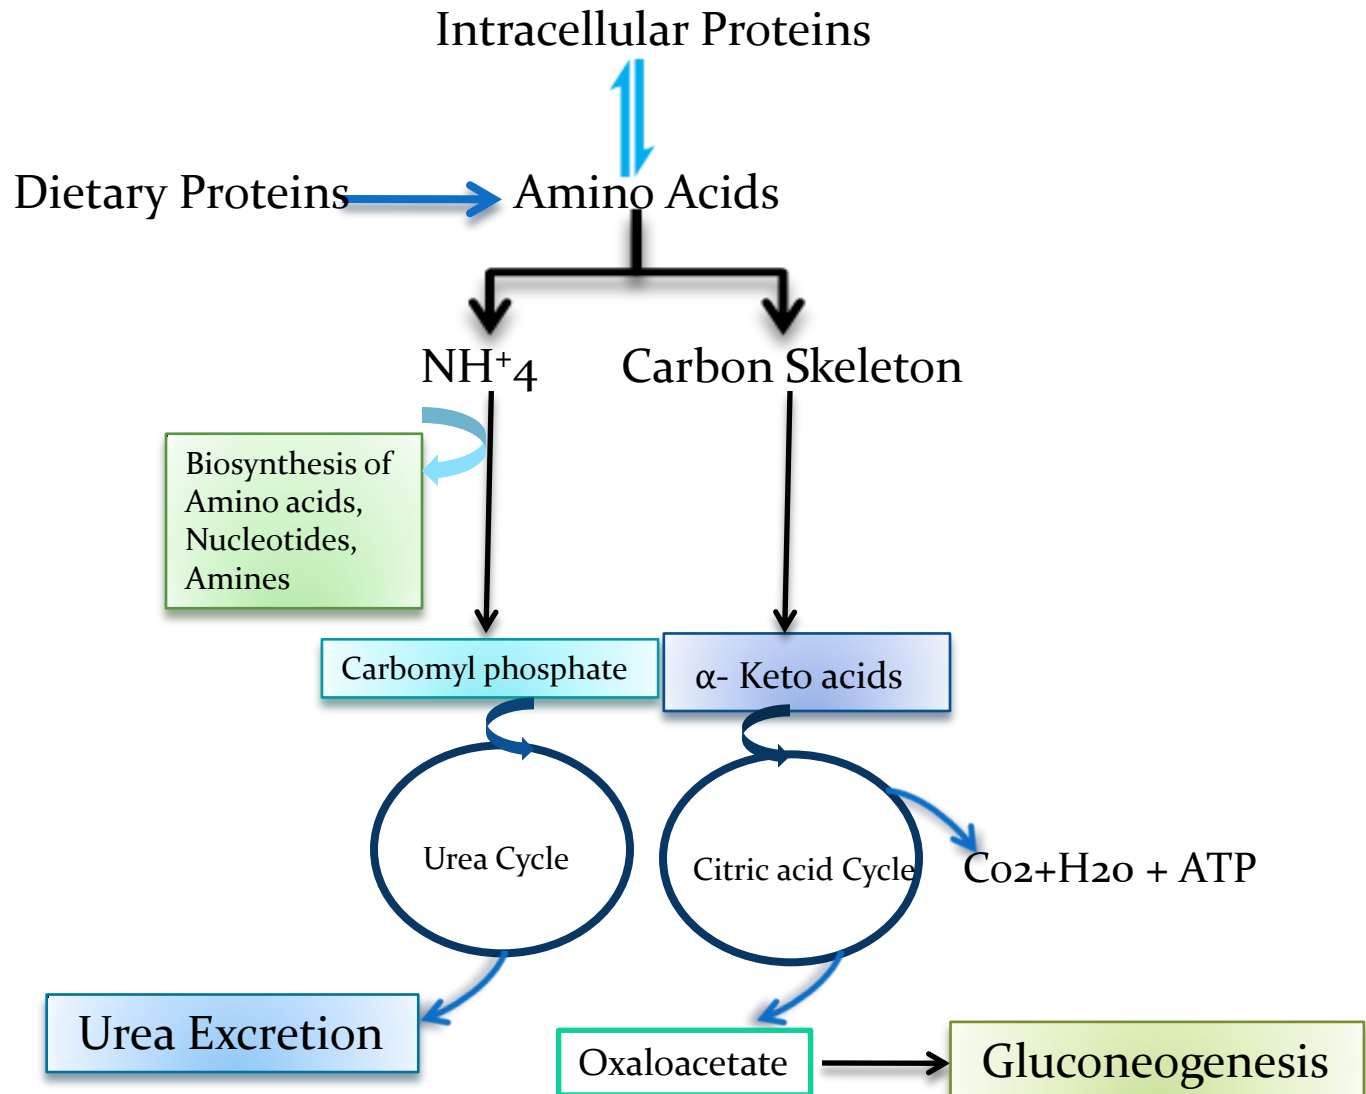 Intracellular Proteins
Dietary Proteins
Amino Acids
NH⁺4
Carbon Skeleton
Biosynthesis of
Amino acids,
Nucleotides,
Amines
Carbomyl phosphate
α- Keto acids
Urea Cycle
Citric acid Cycle
Co2+H2o + ATP
Urea Excretion
Oxaloacetate
Gluconeogenesis